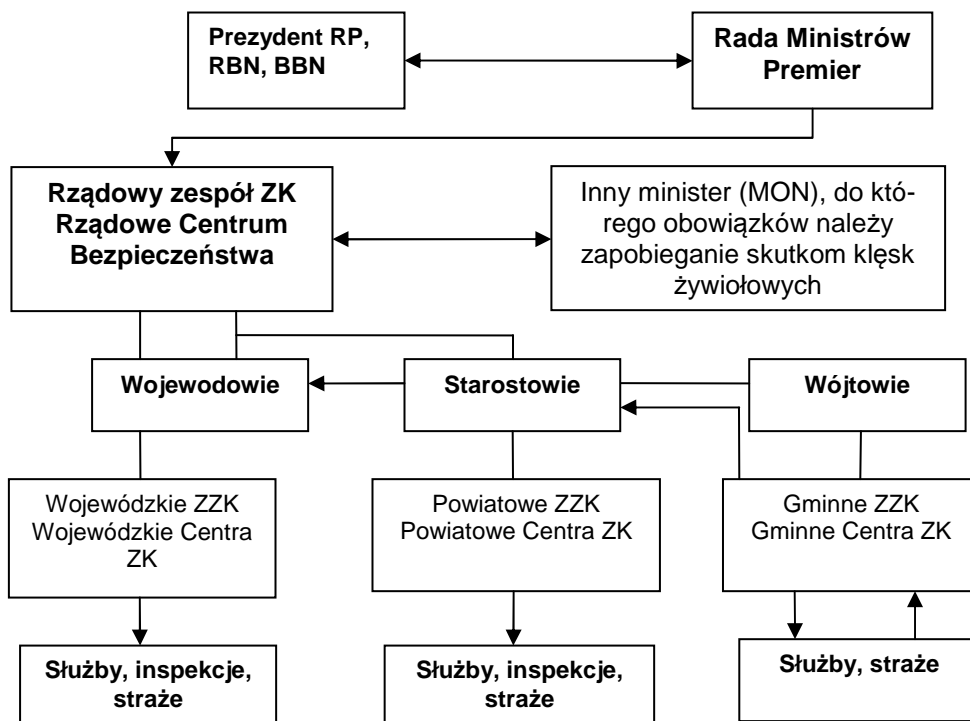 Prezydent RP,
RBN, BBN
Rada Ministrów
Premier
Rządowy zespół ZK
Rządowe Centrum
Bezpieczeństwa
Inny minister (MON), do któ-
rego obowiązków należy
zapobieganie skutkom klęsk
żywiołowych
Wojewodowie
Starostowie
Wójtowie
Wojewódzkie ZZK
Wojewódzkie Centra
ZK
Powiatowe ZZK
Powiatowe Centra ZK
Gminne ZZK
Gminne Centra ZK
Służby, inspekcje,
straże
Służby, inspekcje,
straże
Służby, straże